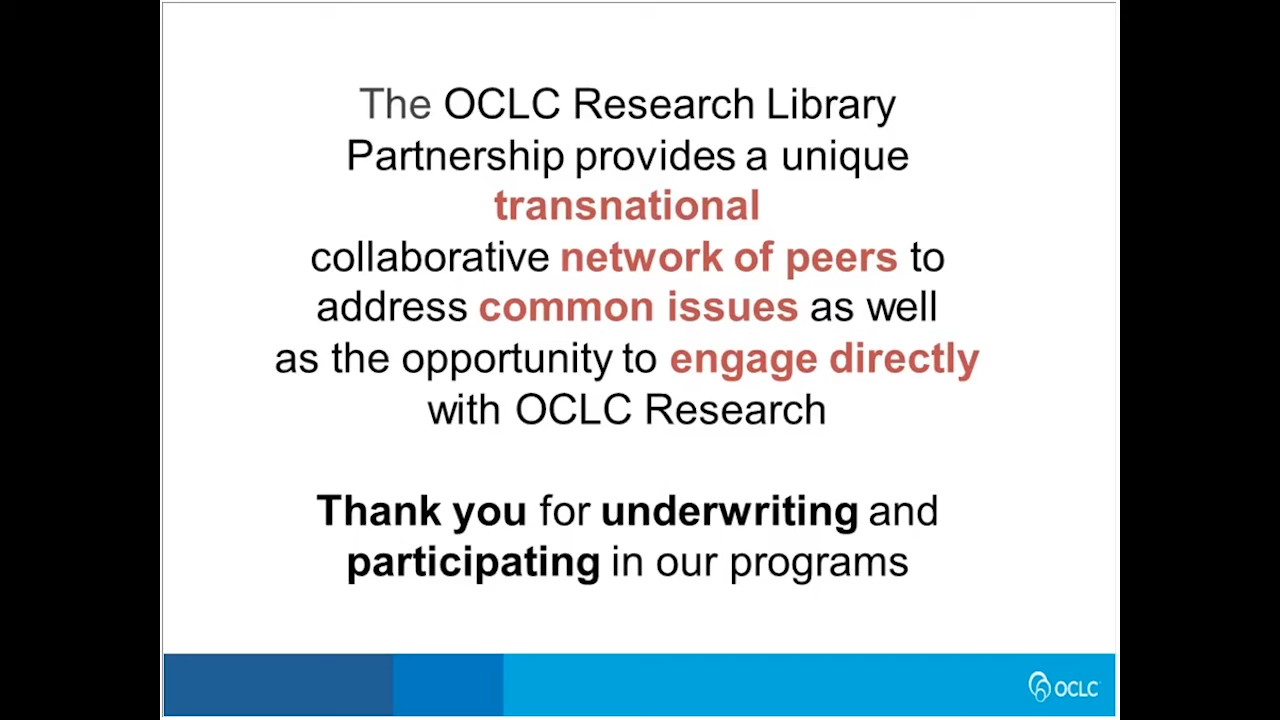 The OCLC Research Library
Partnership provides a unique
transnational
collaborative network of peers to
address common issues as well
as the opportunity to engage directly
with OCLC Research
Thank you for underwriting and
participating in our programs
OCLC